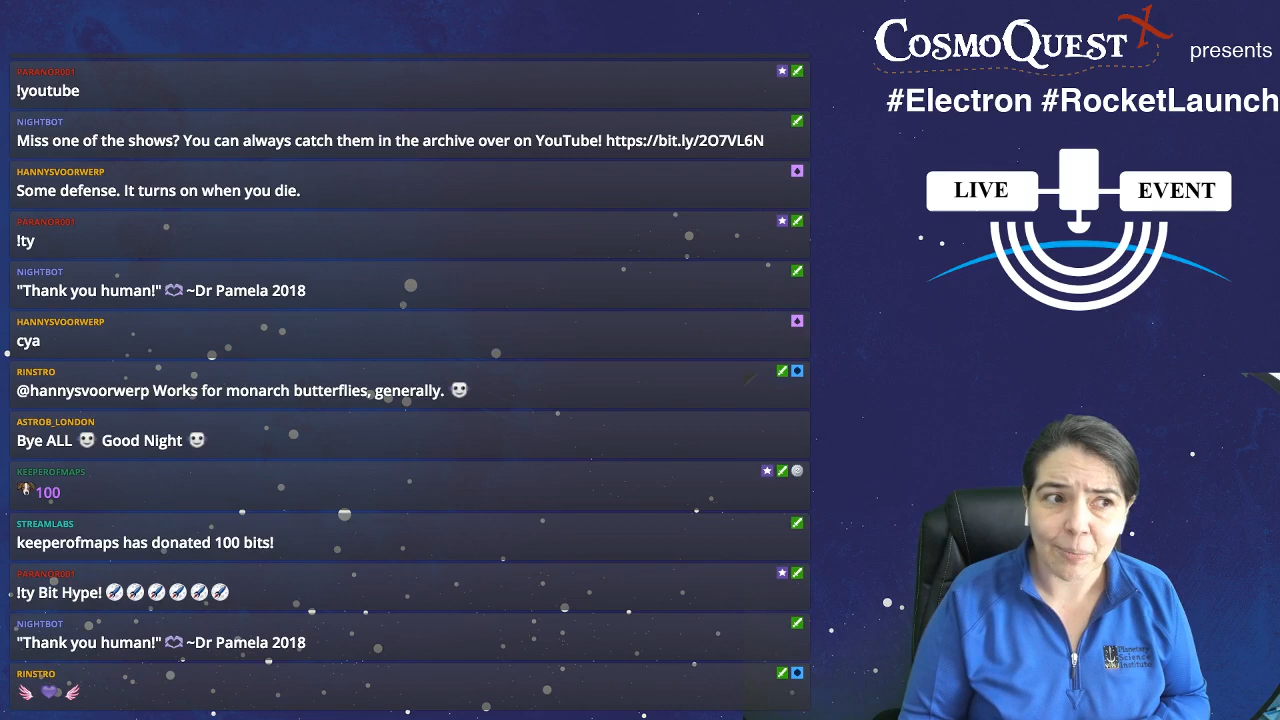 PARANOR001
!youtube
NIGHTBOT
Miss one of the shows? You can always catch them in the archive over on YouTube! https://bit.ly/2O7VL6N
HANNYSVOORWERP
Some defense. It turns on when you die.
PARANOR001
!ty
NIGHTBOT
"Thank you human!" ~Dr Pamela 2018
HANNYSVOORWERP
cya
RINSTRO
@hannysvoorwerp Works for monarch butterflies, generally.
ASTROB_LONDON
Bye ALL Good Night
KEEPEROFMAPS
100
STREAMLABS
keeperofmaps has donated 100 bits!
PARANOR001
!ty Bit Hype!
NIGHTBOT
"Thank you human!" ~Dr Pamela 2018
RINSTRO
COSMOQUEST X presents
#Electron #RocketLaunch
LIVE EVENT
Planetary
Science
Institute